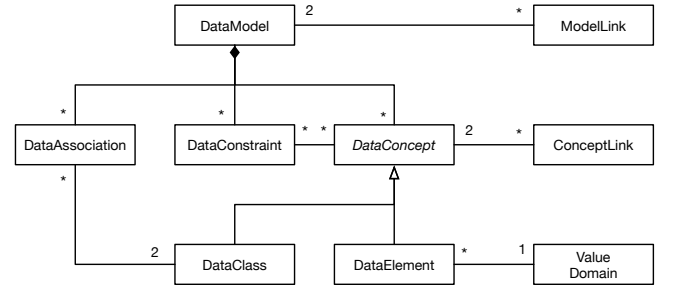 DataModel
2
*
ModelLink
*
*
*
DataAssociation
DataConstraint
*
*
DataConcept
2
*
ConceptLink
*
2
DataClass
DataElement
*
1
Value
Domain